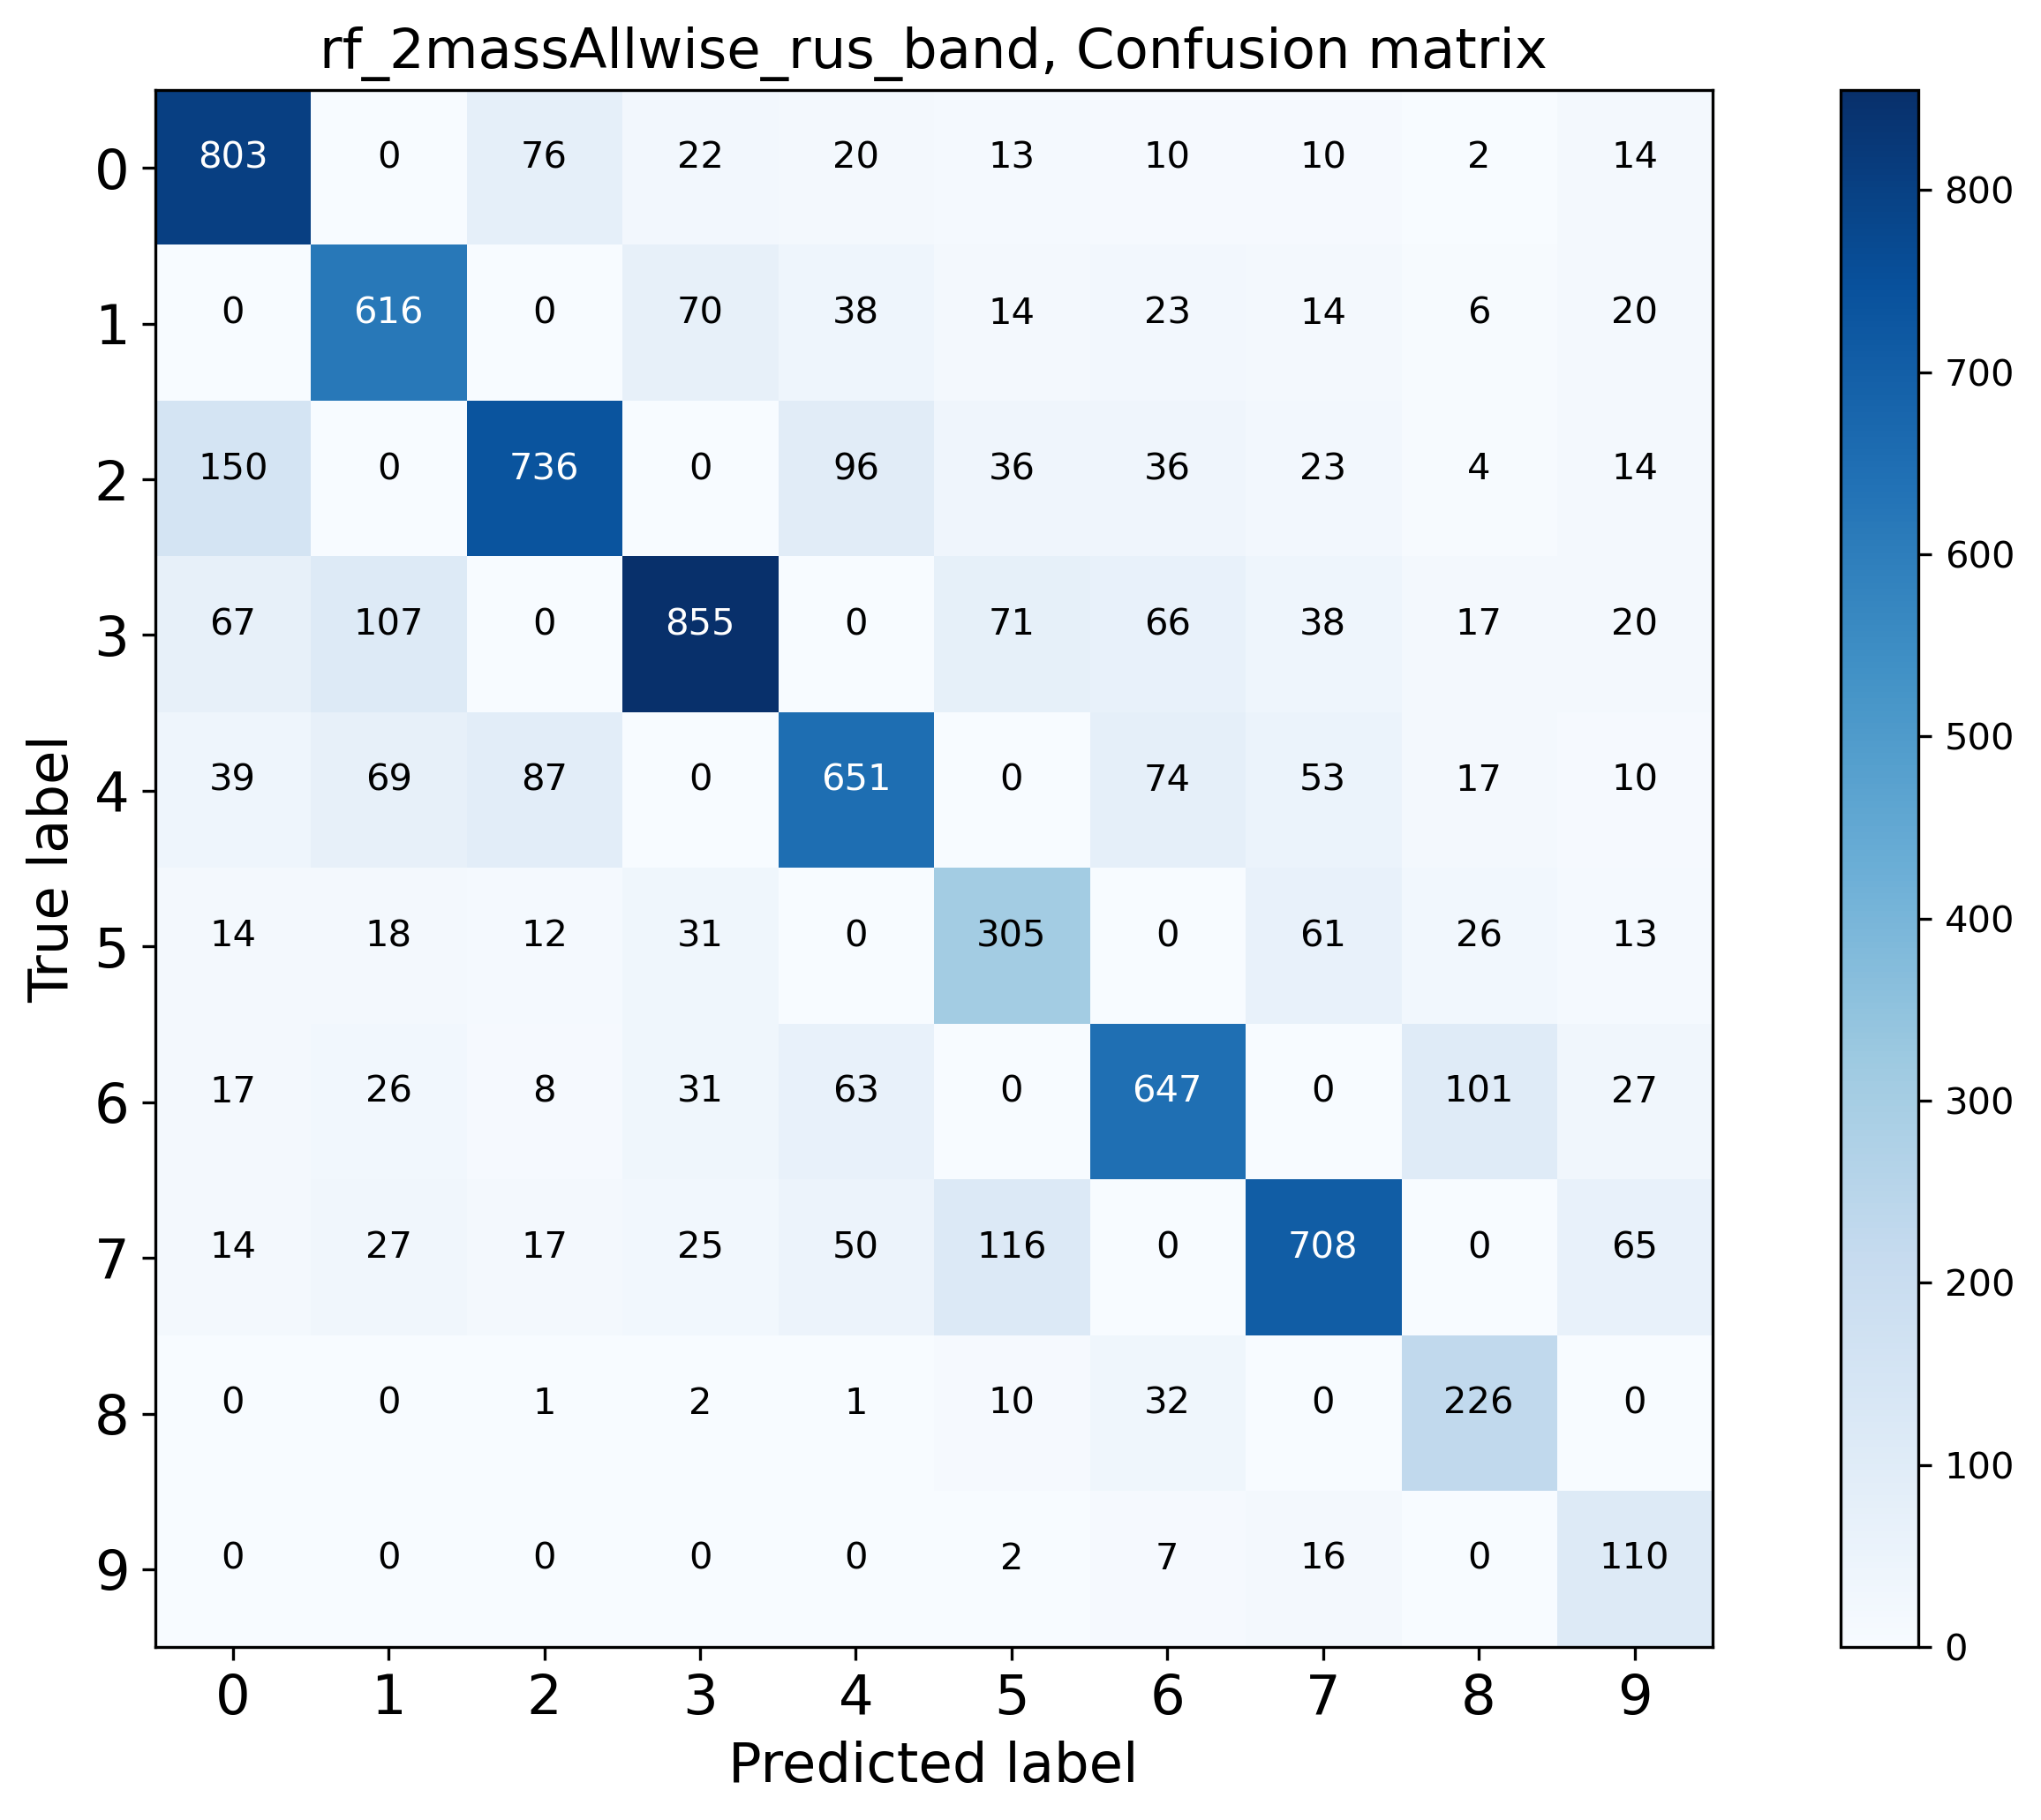 rf_2massAllwise_rus_band, Confusion matrix
0 803 0 76 22 20 13 10 10 2 14
1 0 616 0 70 38 14 23 14 6 20
2 150 0 736 0 96 36 36 23 4 14
3 67 107 0 855 0 71 66 38 17 20
4 39 69 87 0 651 0 74 53 17 10
5 14 18 12 31 0 305 0 61 26 13
6 17 26 8 31 63 0 647 0 101 27
7 14 27 17 25 50 116 0 708 0 65
8 0 0 1 2 1 10 32 0 226 0
9 0 0 0 0 0 2 7 16 0 110
0 1 2 3 4 5 6 7 8 9
Predicted label
True label
800
700
600
500
400
300
200
100
0